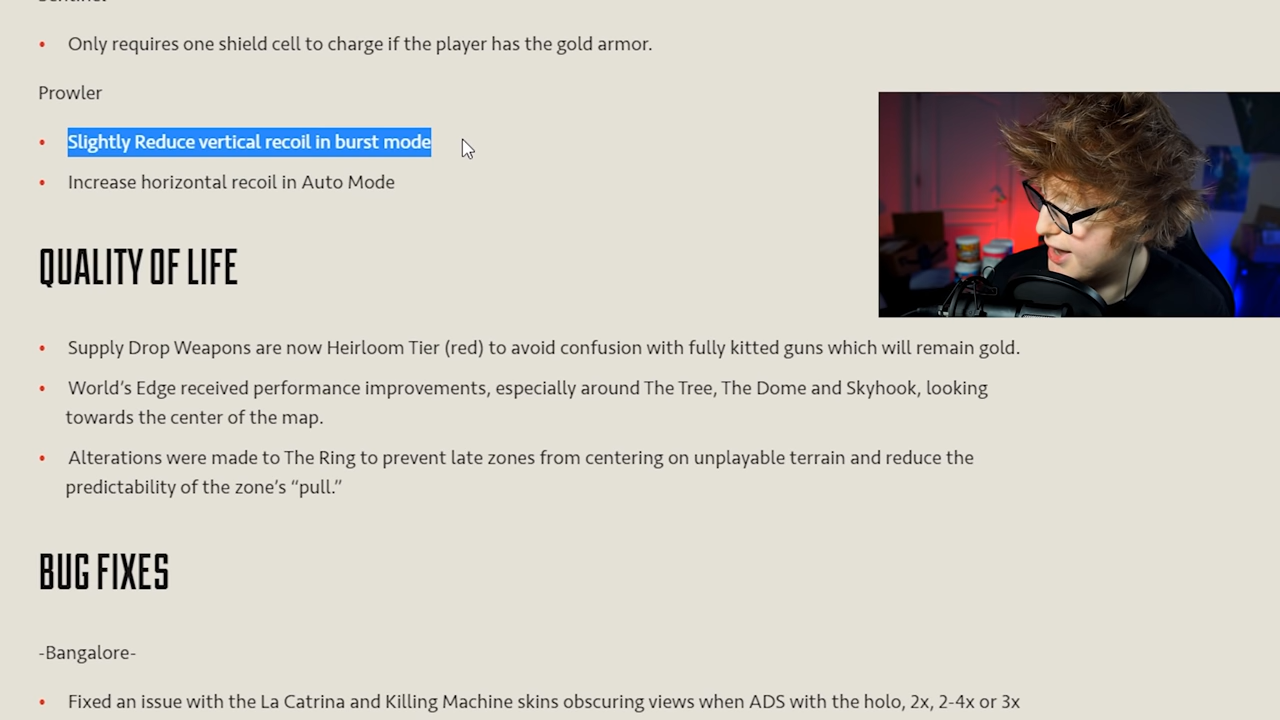 Sentinel
• Only requires one shield cell to charge if the player has the gold armor.
Prowler
• Slightly Reduce vertical recoil in burst mode
• Increase horizontal recoil in Auto Mode
QUALITY OF LIFE
• Supply Drop Weapons are now Heirloom Tier (red) to avoid confusion with fully kitted guns which will remain gold.
• World’s Edge received performance improvements, especially around The Tree, The Dome and Skyhook, looking
towards the center of the map.
• Alterations were made to The Ring to prevent late zones from centering on unplayable terrain and reduce the
predictability of the zone’s “pull.”
BUG FIXES
-Bangalore-
• Fixed an issue with the La Catrina and Killing Machine skins obscuring views when ADS with the holo, 2x, 2-4x or 3x